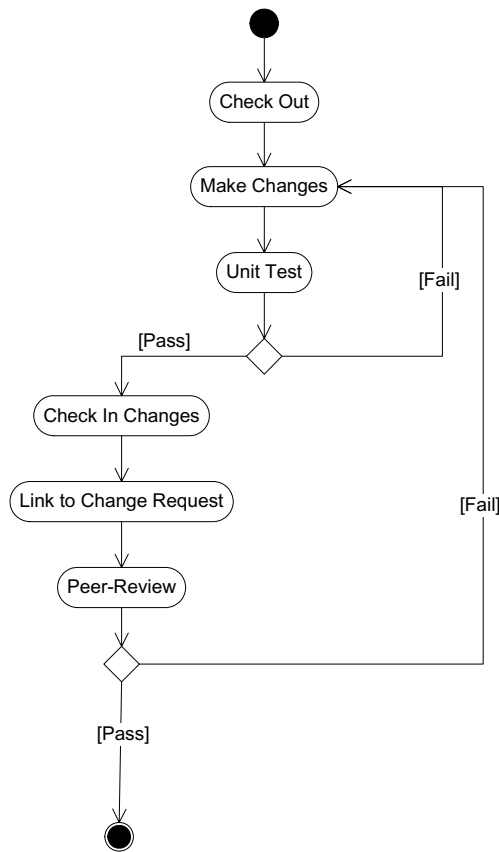 Check Out
Make Changes
Unit Test
[Fail]
[Pass]
Check In Changes
Link to Change Request
[Fail]
Peer-Review
[Pass]